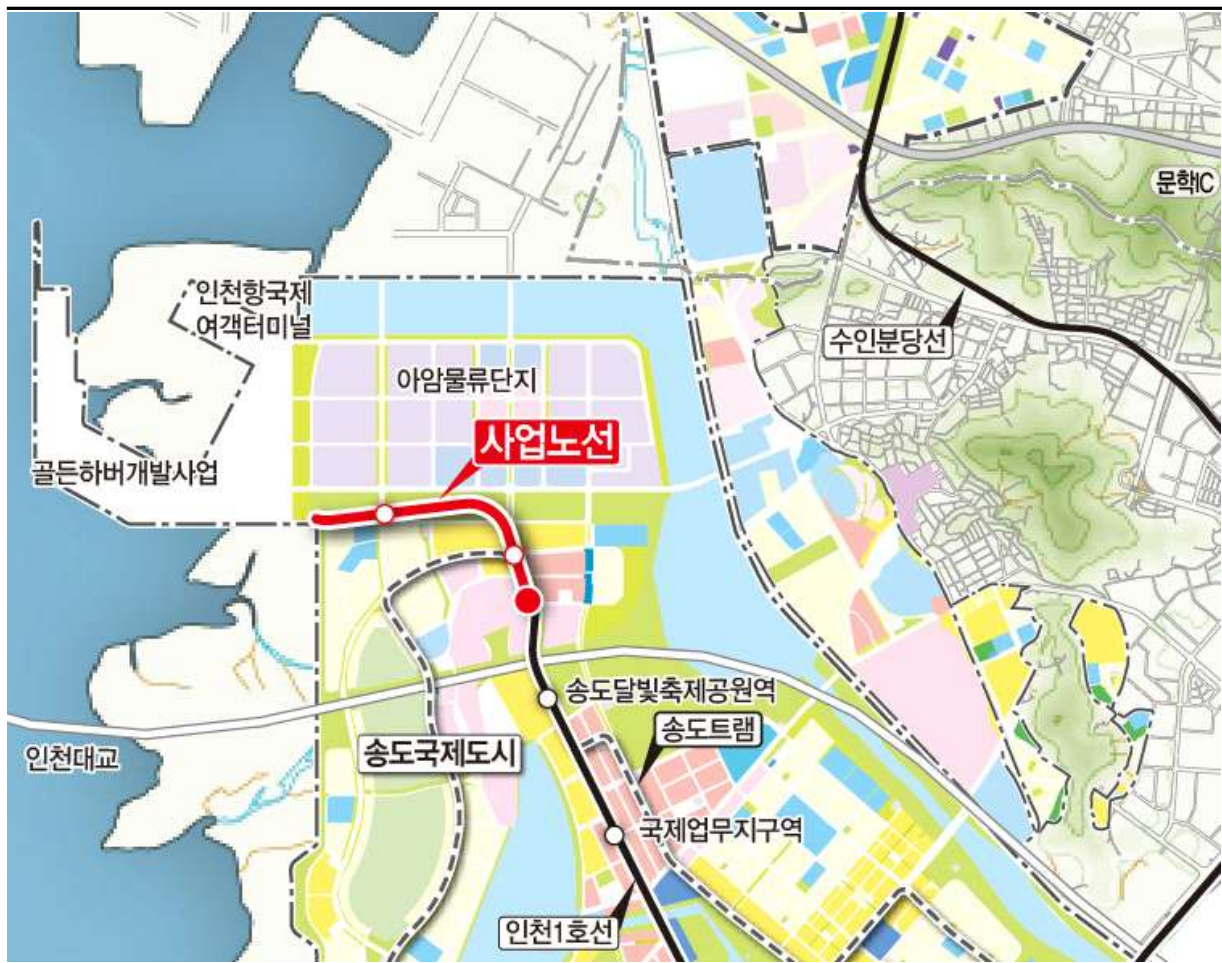 문학IC
인천항국제
여객터미널
수인분당선
아암물류단지
사업노선
골든하버개발사업
송도달빛축제공원역
송도트램
인천대교
송도국제도시
국제업무지구역
인천1호선